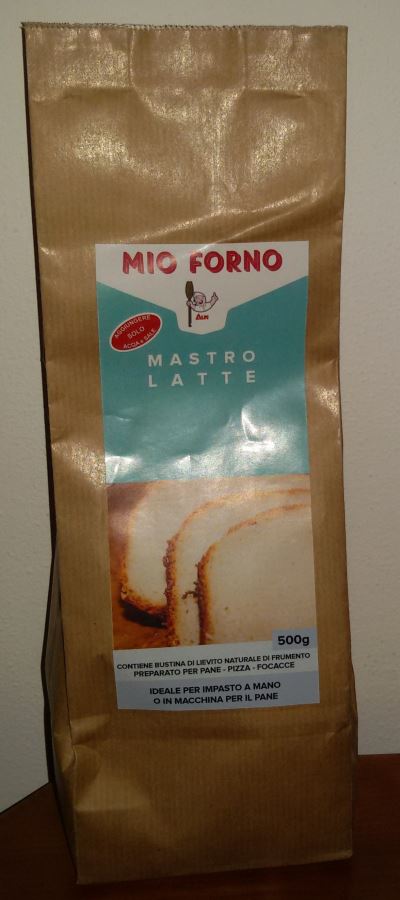 MIO FORNO
ALM
AGGIUNGERE
SOLO
ACQUA e SALE
MASTRO
LATTE
500g
CONTIENE BUSTINA DI LIEVITO NATURALE DI FRUMENTO
PREPARATO PER PANE - PIZZA - FOCACCE
IDEALE PER IMPASTO A MANO
O IN MACCHINA PER IL PANE